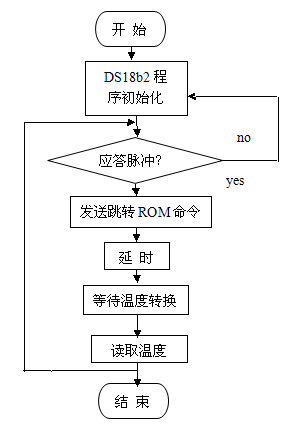 开 始
DS18b2 程
序初始化
no
应答脉冲?
yes
发送跳转 ROM 命令
延 时
等待温度转换
读取温度
结 束